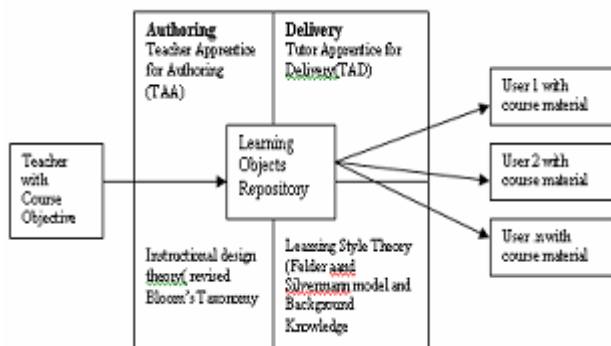 Authoring
Teacher Apprentice
for Authoring
(TAA)
Delivery
Tutor Apprentice for
Delivery(TAD)
Teacher
with
Course
Objective
Learning
Objects
Repository
User 1 with
course material
User 2 with
course material
User n with
course material
Instructional design
theory( revised
Bloom's Taxonomy
Learning Style Theory
(Felder aand
Silvermann model and
Background
Knowledge